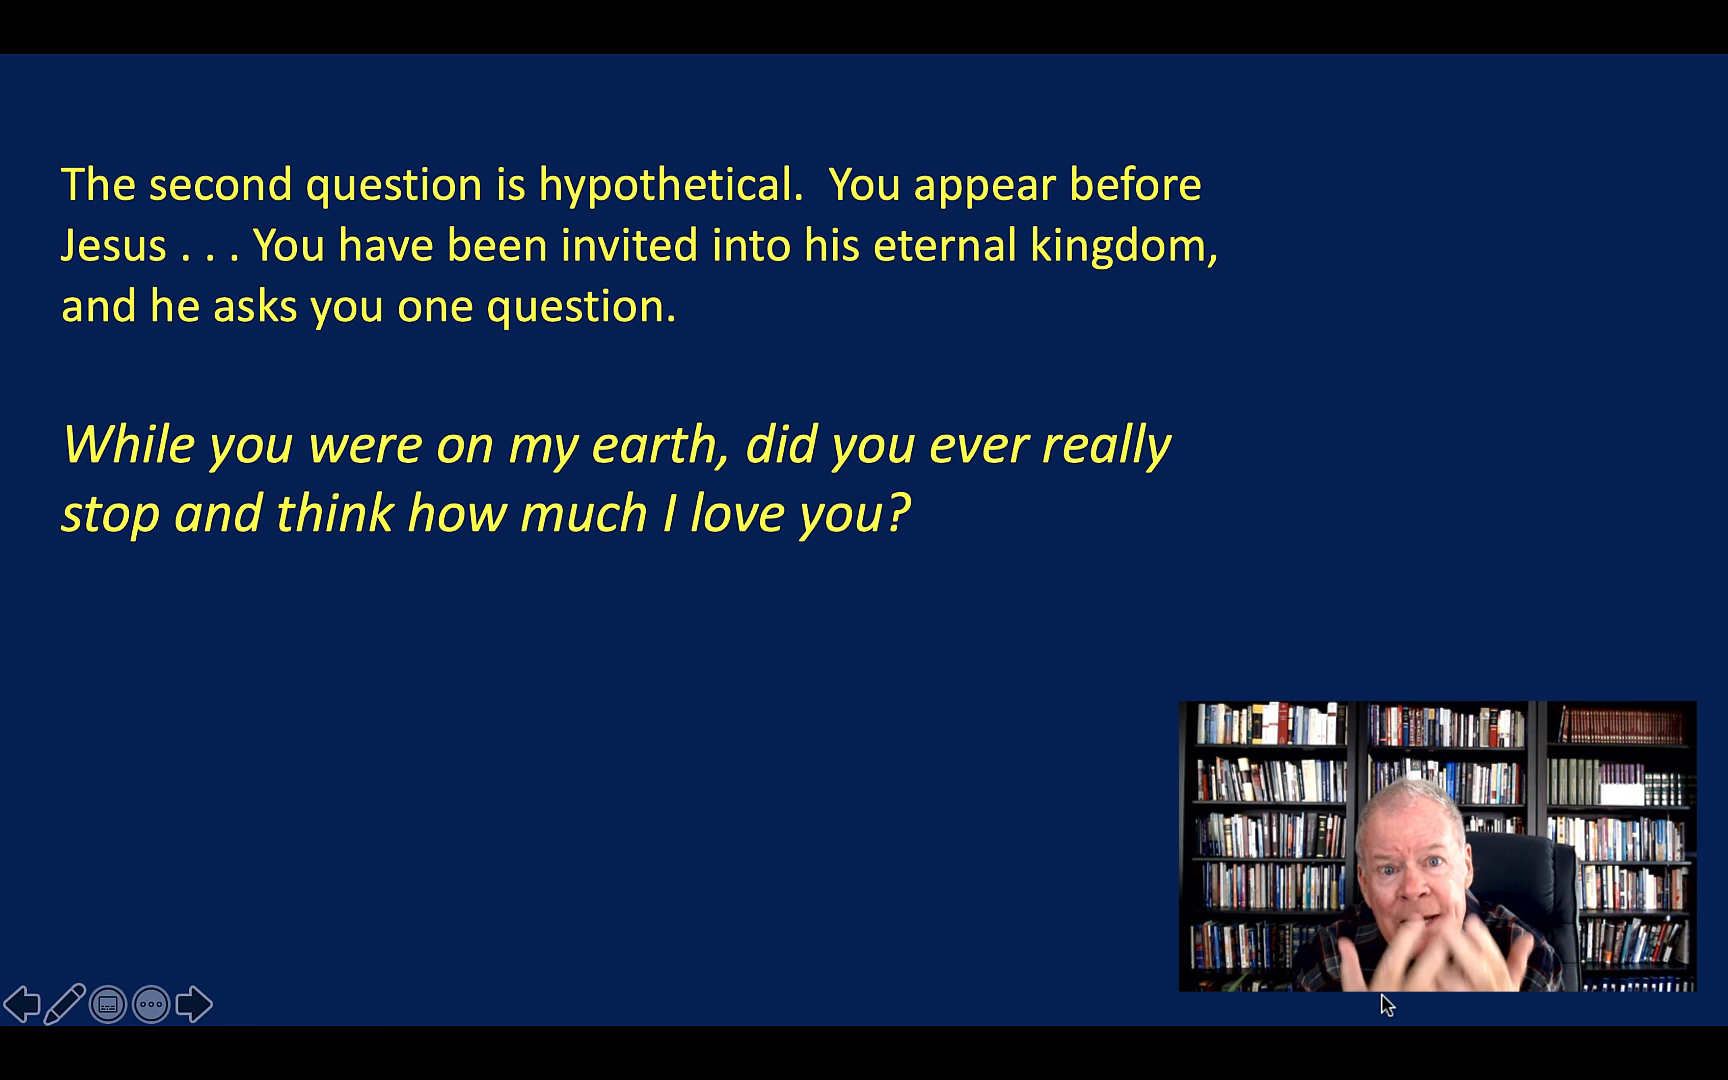 The second question is hypothetical.  You appear before
Jesus . . . You have been invited into his eternal kingdom,
and he asks you one question.
While you were on my earth, did you ever really
stop and think how much I love you?